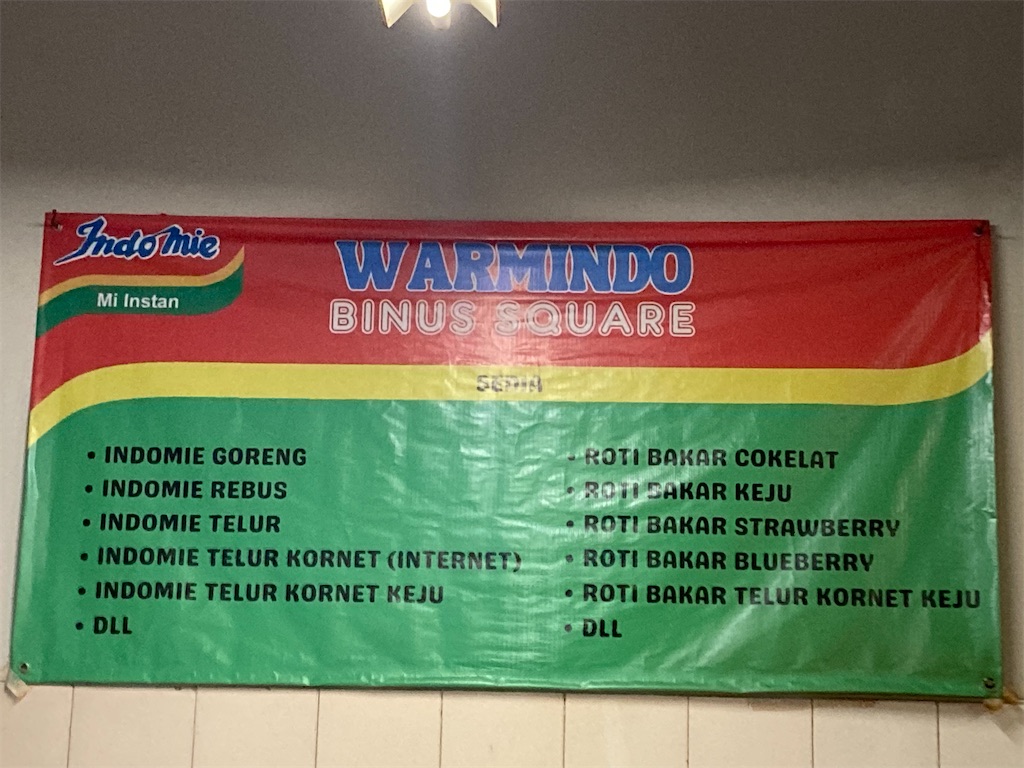 Indomie
Mi Instan
WARMINDO
BINUS SQUARE
SEDIA
• INDOMIE GORENG
• INDOMIE REBUS
• INDOMIE TELUR
• INDOMIE TELUR KORNET (INTERNET)
• INDOMIE TELUR KORNET KEJU
• DLL
• ROTI BAKAR COKELAT
• ROTI BAKAR KEJU
• ROTI BAKAR STRAWBERRY
• ROTI BAKAR BLUEBERRY
• ROTI BAKAR TELUR KORNET KEJU
• DLL